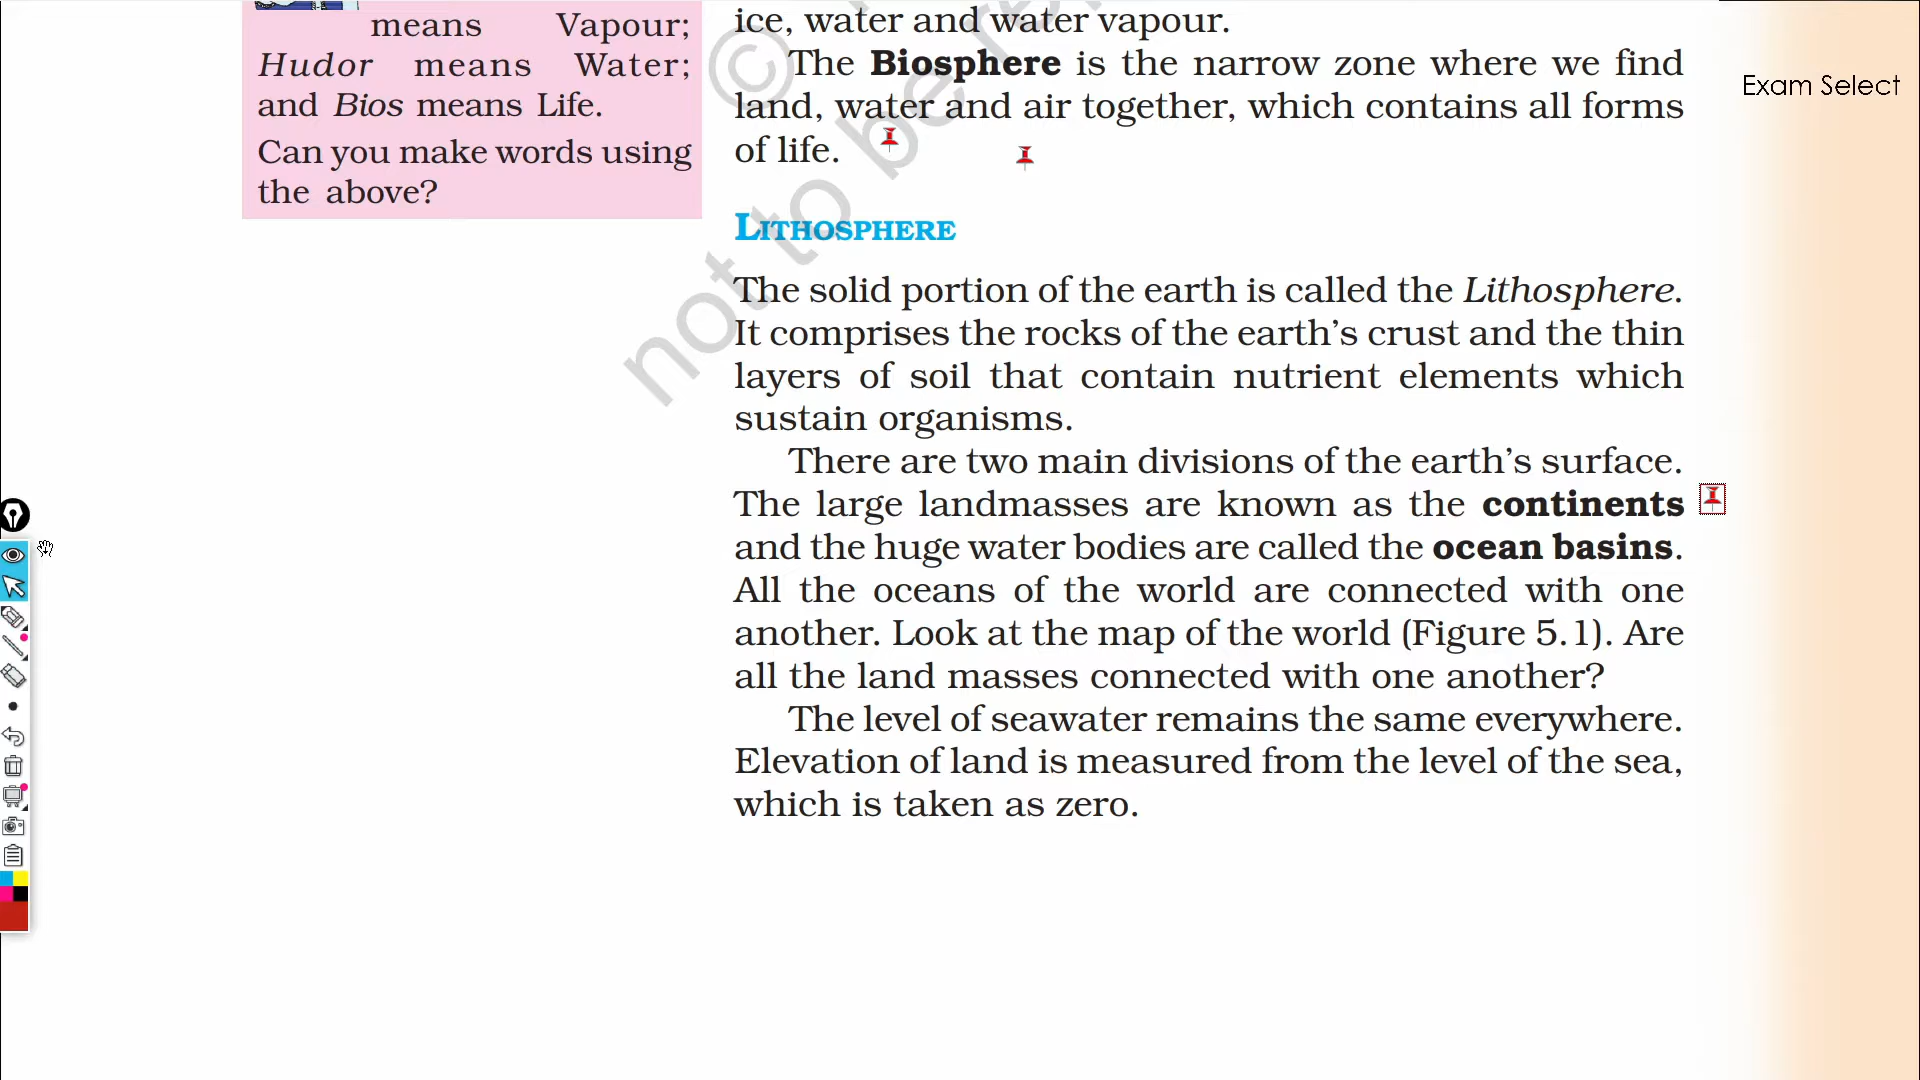 means Vapour;
Hudor means Water;
and Bios means Life.
Can you make words using
the above?
ice, water and water vapour.
The Biosphere is the narrow zone where we find
land, water and air together, which contains all forms
of life.
LITHOSPHERE
The solid portion of the earth is called the Lithosphere.
It comprises the rocks of the earth’s crust and the thin
layers of soil that contain nutrient elements which
sustain organisms.
There are two main divisions of the earth’s surface.
The large landmasses are known as the continents
and the huge water bodies are called the ocean basins.
All the oceans of the world are connected with one
another. Look at the map of the world (Figure 5.1). Are
all the land masses connected with one another?
The level of seawater remains the same everywhere.
Elevation of land is measured from the level of the sea,
which is taken as zero.
Exam Select
©
not to be